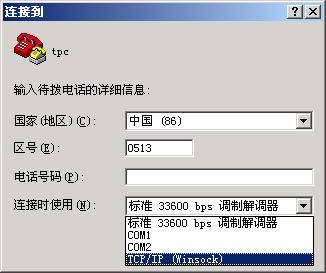 连接到
tpc
输入待拨电话的详细信息:
国家(地区)(C): 中国 (86)
区号(E): 0513
电话号码(P):
连接时使用(N): 标准 33600 bps 调制解调器
标准 33600 bps 调制解调器
COM1
COM2
TCP/IP (Winsock)